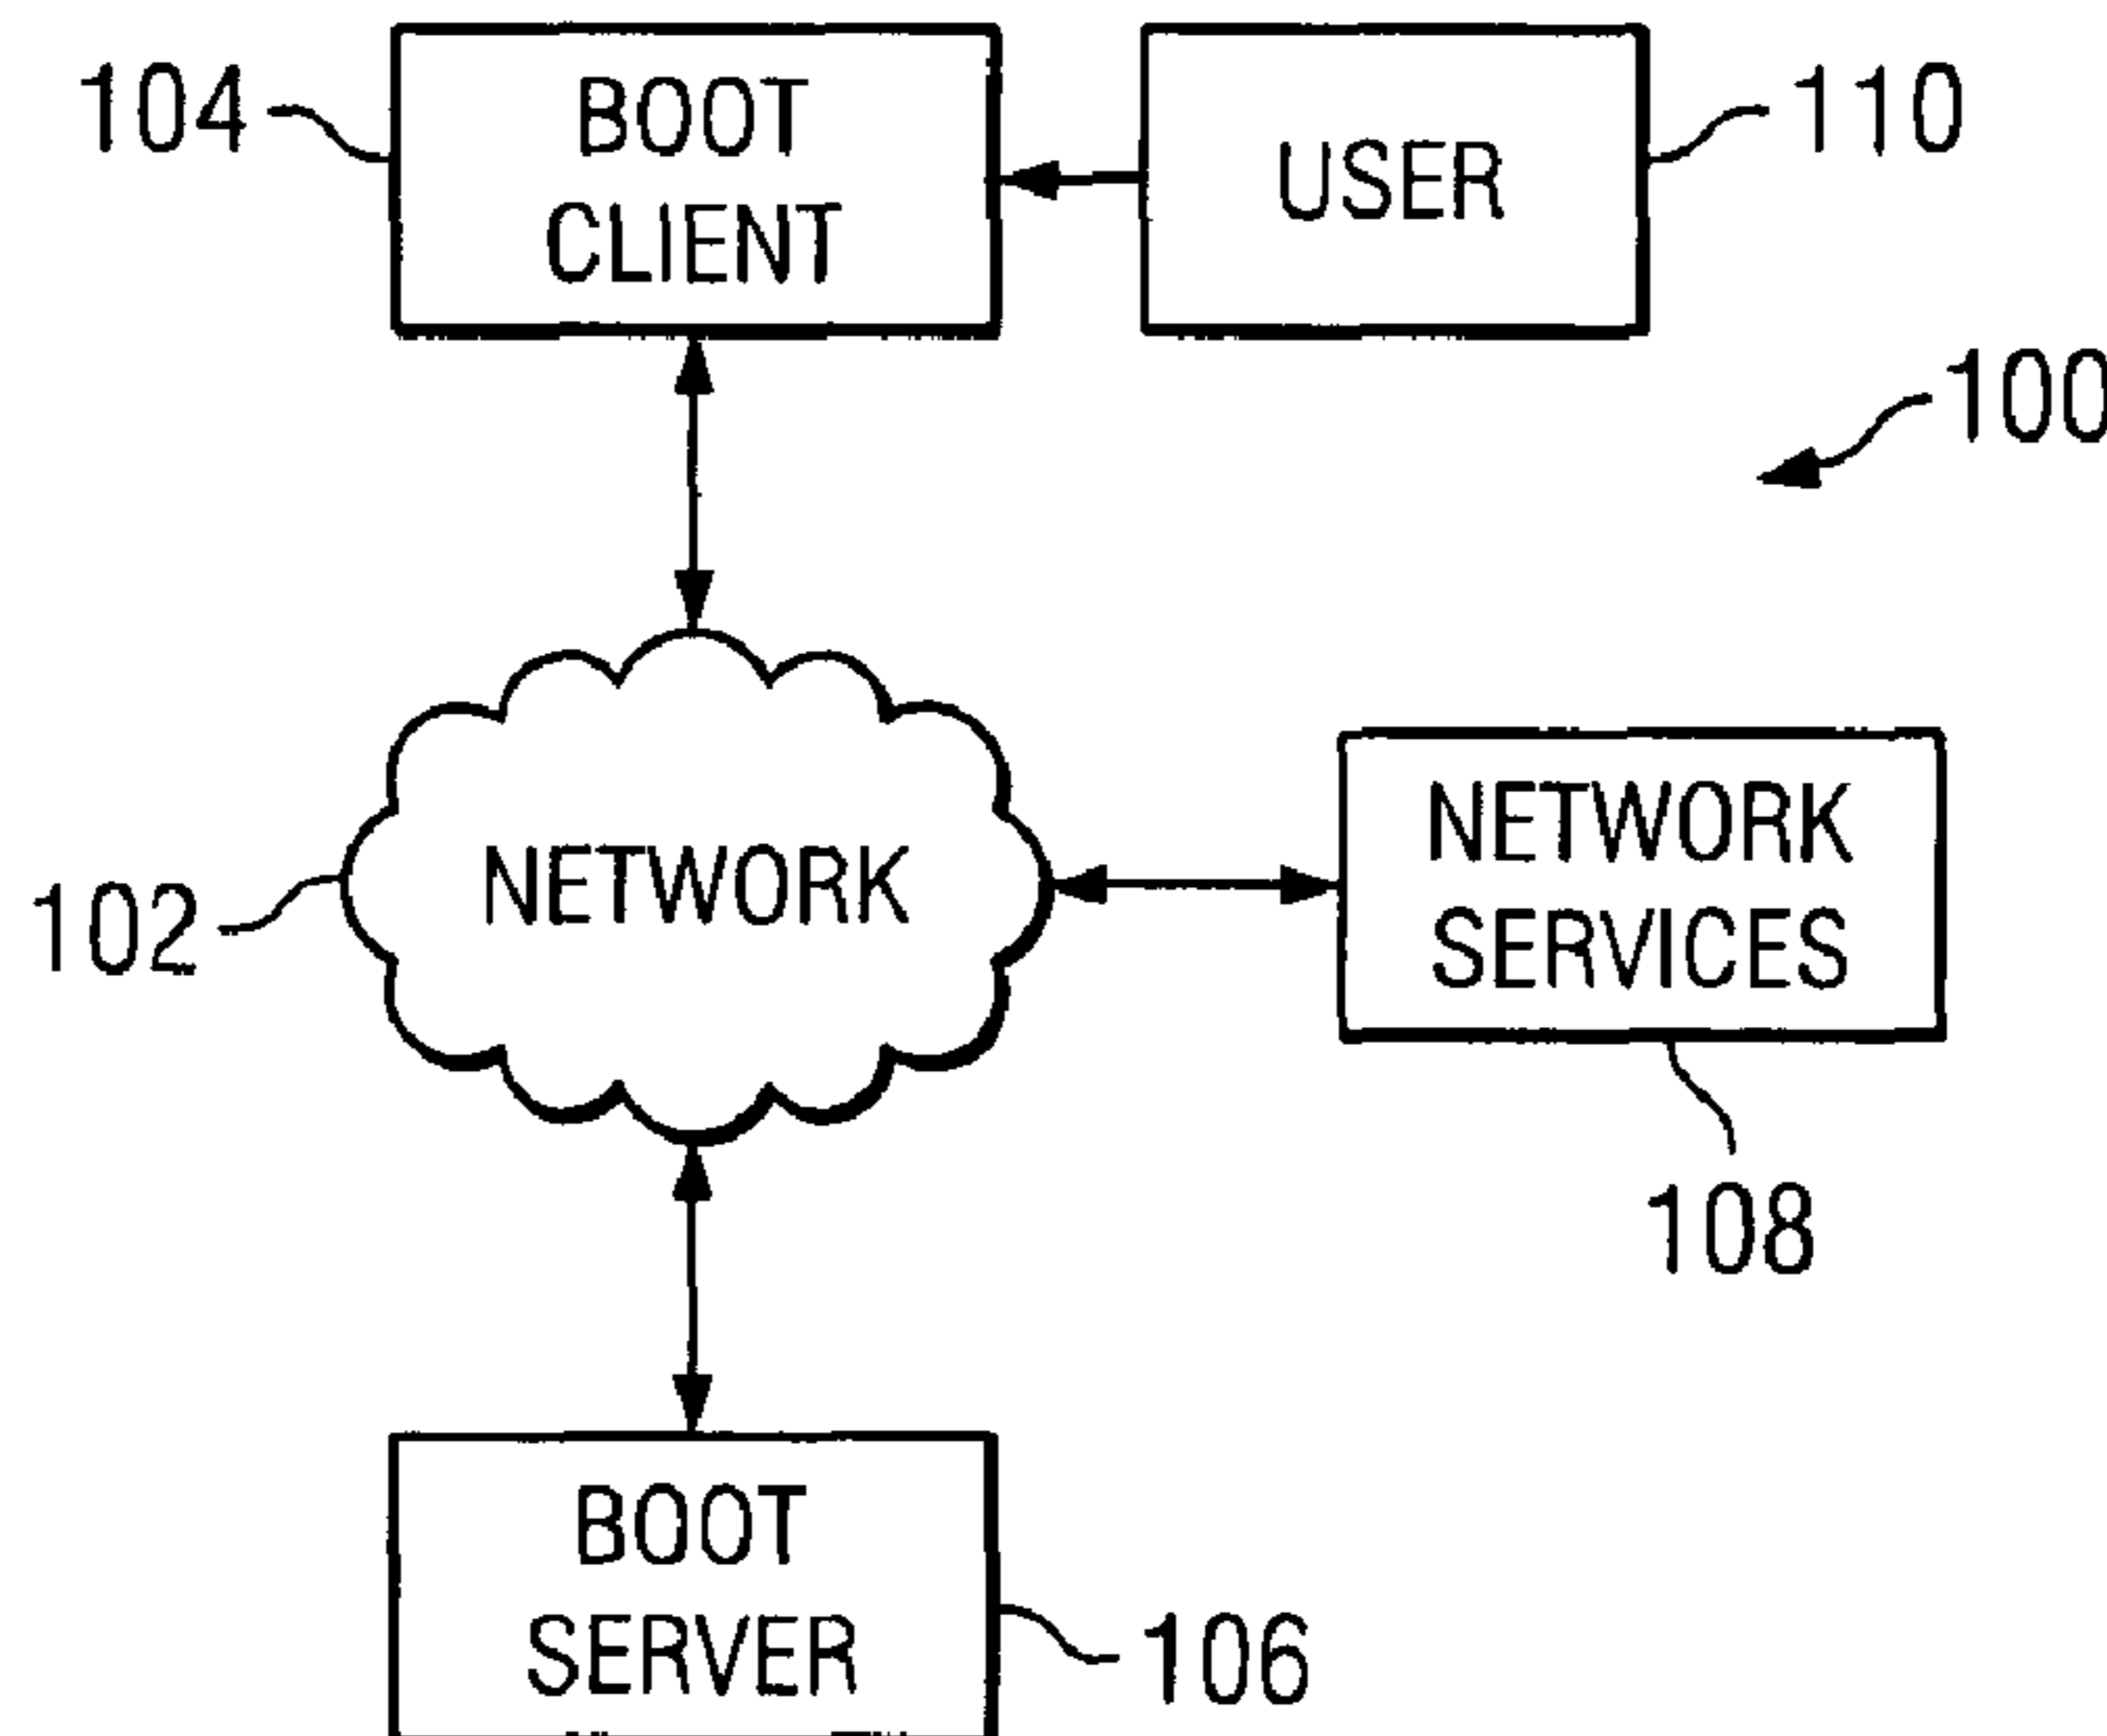 104
BOOT
CLIENT
USER
110
100
NETWORK
102
NETWORK
SERVICES
108
BOOT
SERVER
106